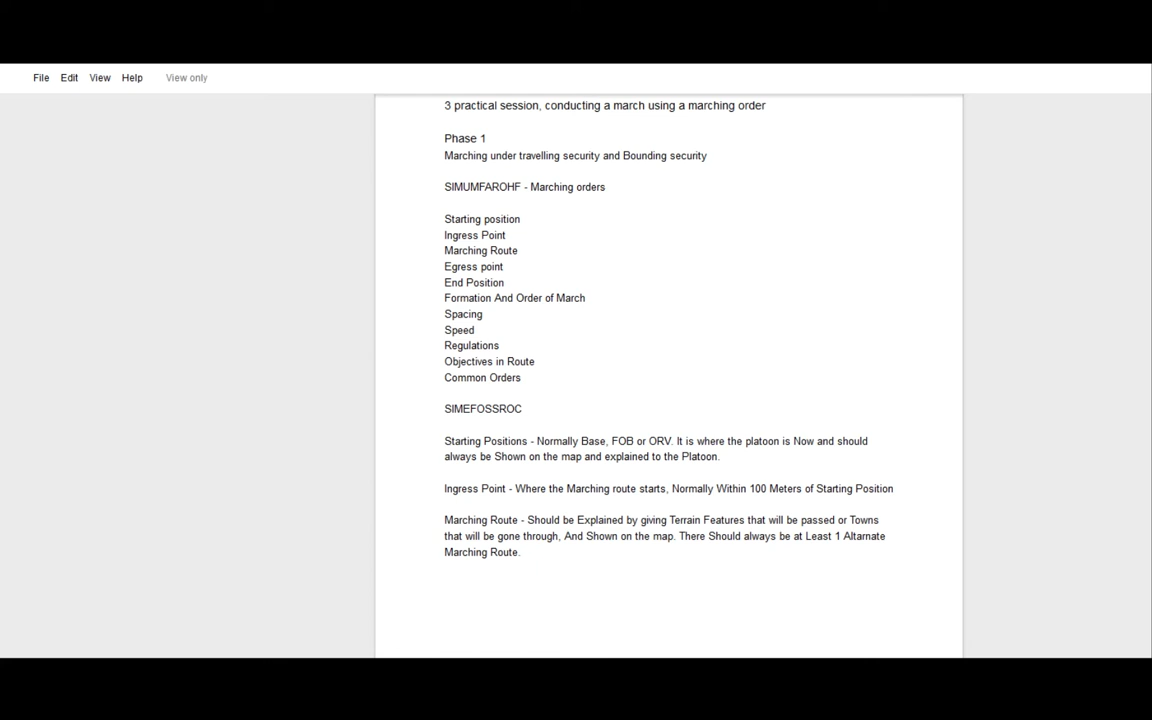 File Edit View Help View only
3 practical session, conducting a march using a marching order
Phase 1
Marching under travelling security and Bounding security
SIMUMFAROHF - Marching orders
Starting position
Ingress Point
Marching Route
Egress point
End Position
Formation And Order of March
Spacing
Speed
Regulations
Objectives in Route
Common Orders
SIMEFOSSROC
Starting Positions - Normally Base, FOB or ORV. It is where the platoon is Now and should
always be Shown on the map and explained to the Platoon.
Ingress Point - Where the Marching route starts, Normally Within 100 Meters of Starting Position
Marching Route - Should be Explained by giving Terrain Features that will be passed or Towns
that will be gone through, And Shown on the map. There Should always be at Least 1 Altarnate
Marching Route.